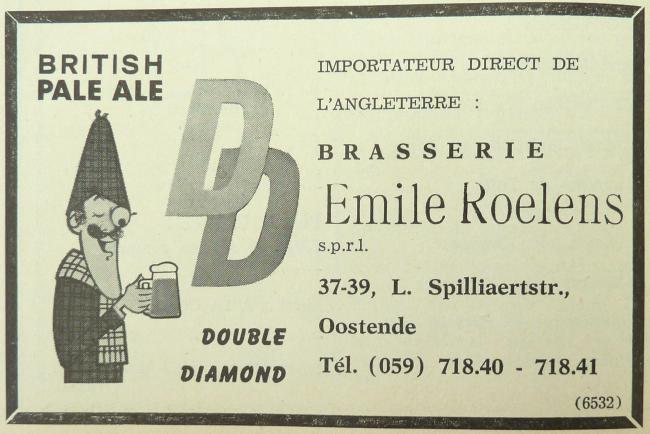 BRITISH
PALE ALE
DD
DOUBLE
DIAMOND
IMPORTATEUR DIRECT DE
L'ANGLETERRE :
BRASSERIE
Emile Roelens
s.p.r.l.
37-39, L. Spilliaertstr.,
Oostende
Tél. (059) 718.40 - 718.41
(6532)